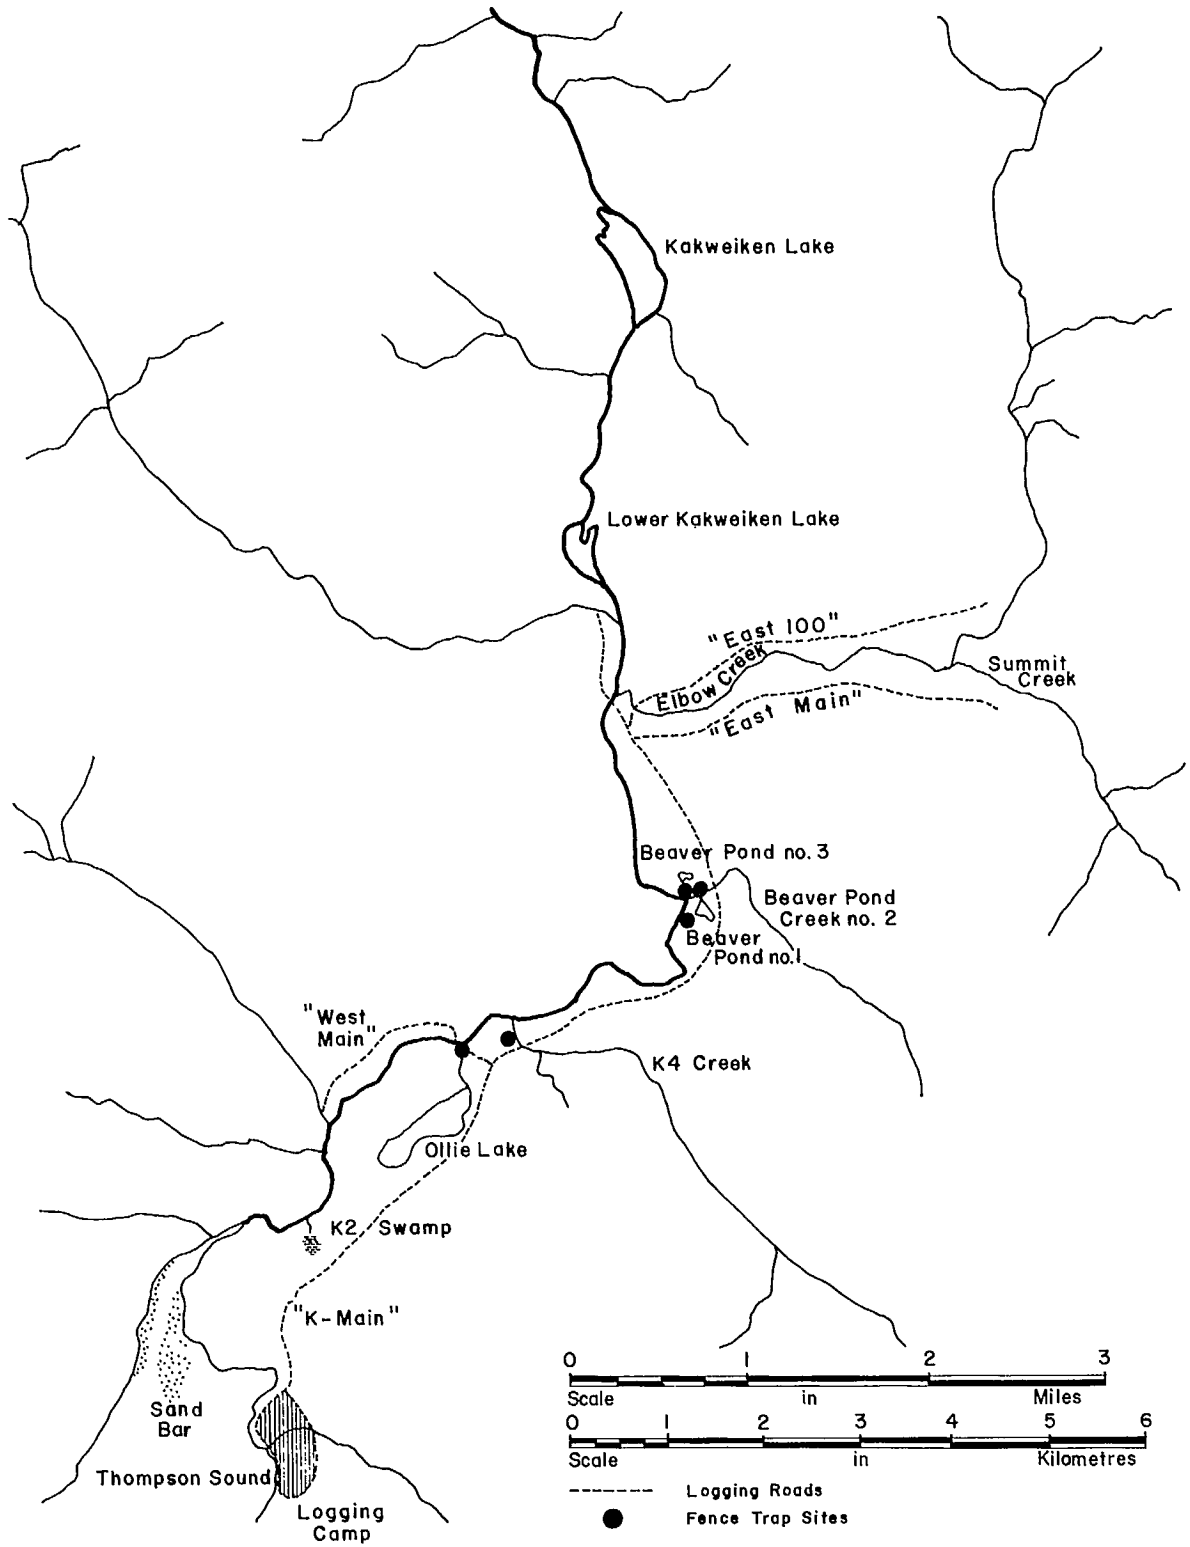 Kakweiken Lake
Lower Kakweiken Lake
"East 100"
Elbow Creek
Summit
Creek
"East Main"
Beaver Pond no. 3
Beaver Pond
Creek no. 2
Beaver
Pond no.1
"West
Main"
K4 Creek
Ollie Lake
K2 Swamp
"K-Main"
Sand
Bar
Thompson Sound
Logging
Camp
0 1 2 3
Scale in Miles
0 1 2 3 4 5 6
Scale in Kilometres
Logging Roads
Fence Trap Sites